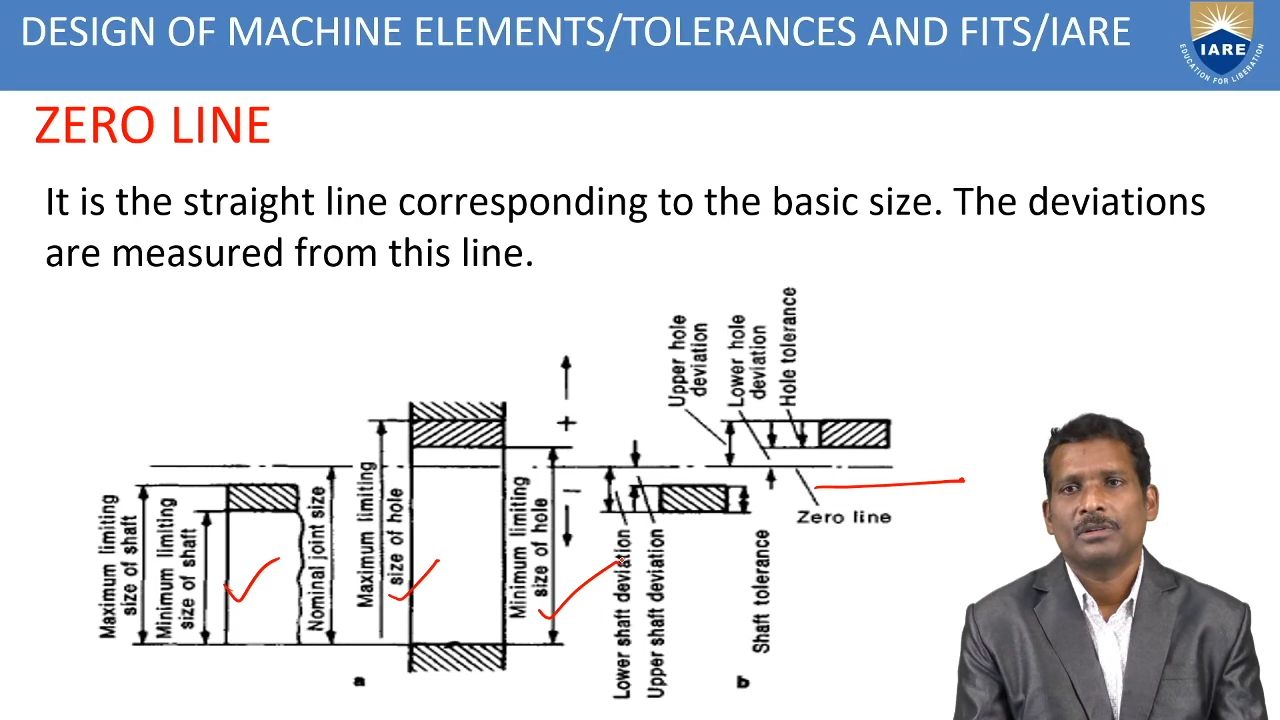 DESIGN OF MACHINE ELEMENTS/TOLERANCES AND FITS/IARE
IARE
EDUCATION FOR LIBERATION
ZERO LINE
It is the straight line corresponding to the basic size. The deviations
are measured from this line.
Maximum limiting
size of shaft
Minimum limiting
size of shaft
Nominal joint size
Maximum limiting
size of hole
Minimum limiting
size of hole
+
−
Lower shaft deviation
Upper shaft deviation
Upper hole
deviation
Lower hole
deviation
Hole tolerance
Zero line
Shaft tolerance
a
b